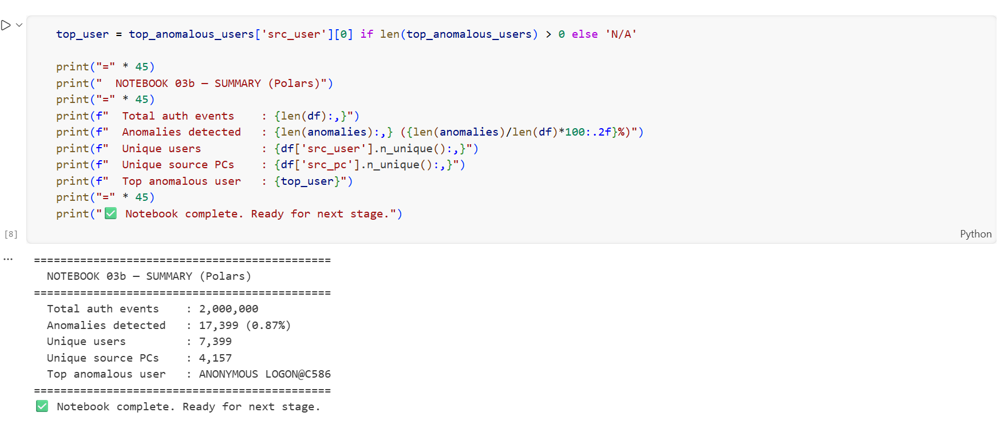 top_user = top_anomalous_users['src_user'][0] if len(top_anomalous_users) > 0 else 'N/A'
print("=" * 45)
print("  NOTEBOOK 03b — SUMMARY (Polars)")
print("=" * 45)
print(f"  Total auth events    : {len(df):,}")
print(f"  Anomalies detected   : {len(anomalies):,} ({len(anomalies)/len(df)*100:.2f}%)")
print(f"  Unique users         : {df['src_user'].n_unique():,}")
print(f"  Unique source PCs    : {df['src_pc'].n_unique():,}")
print(f"  Top anomalous user   : {top_user}")
print("=" * 45)
print("✅ Notebook complete. Ready for next stage.")
[8]
Python
...
=============================================
  NOTEBOOK 03b — SUMMARY (Polars)
=============================================
  Total auth events    : 2,000,000
  Anomalies detected   : 17,399 (0.87%)
  Unique users         : 7,399
  Unique source PCs    : 4,157
  Top anomalous user   : ANONYMOUS LOGON@C586
=============================================
✅ Notebook complete. Ready for next stage.